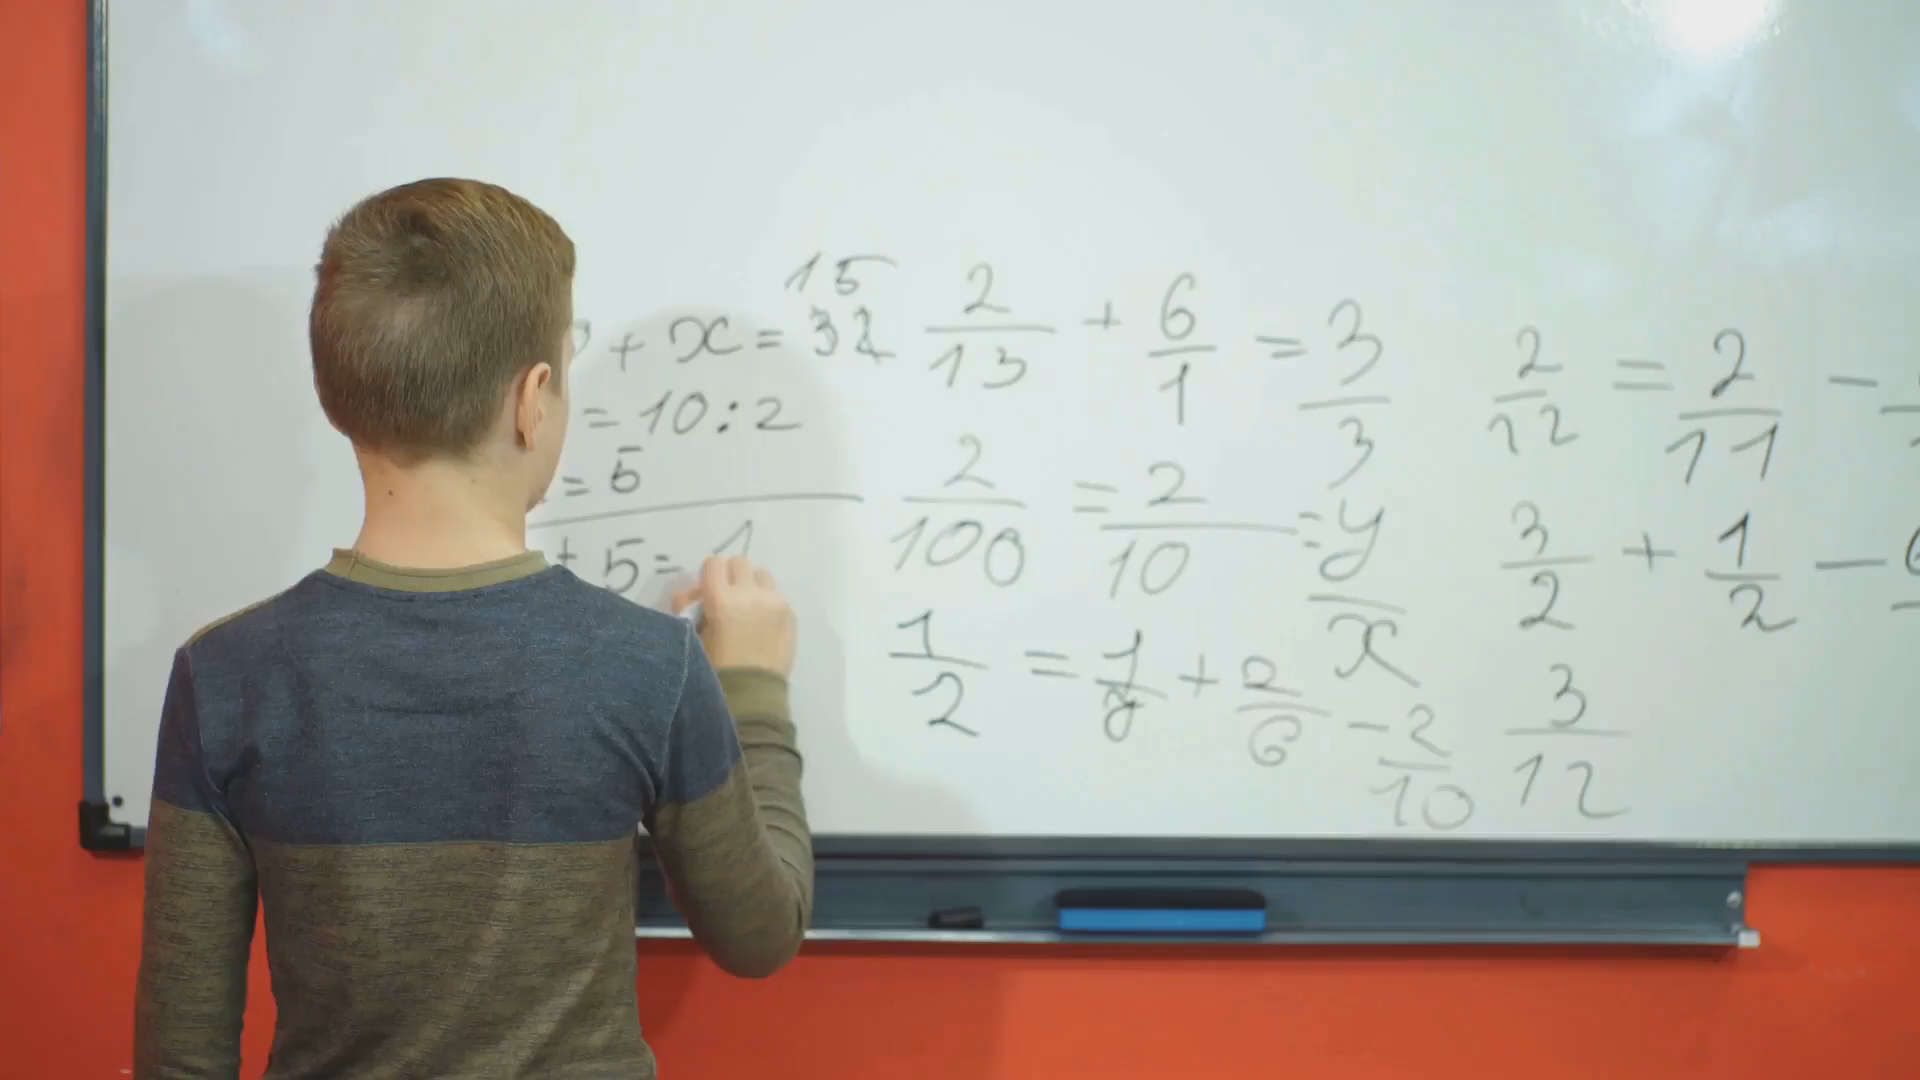 15
+ x = 32
= 10 : 2
= 5
+ 5 = 1
2/13 + 6/1 = 3/3
2/100 = 2/10 = y/x
1/2 = 1/y + 2/6 - 2/10
2/12 = 2/11 -
3/2 + 1/2 -
3/12